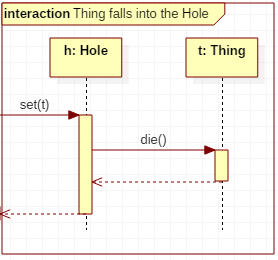 interaction Thing falls into the Hole
h: Hole
t: Thing
set(t)
die()